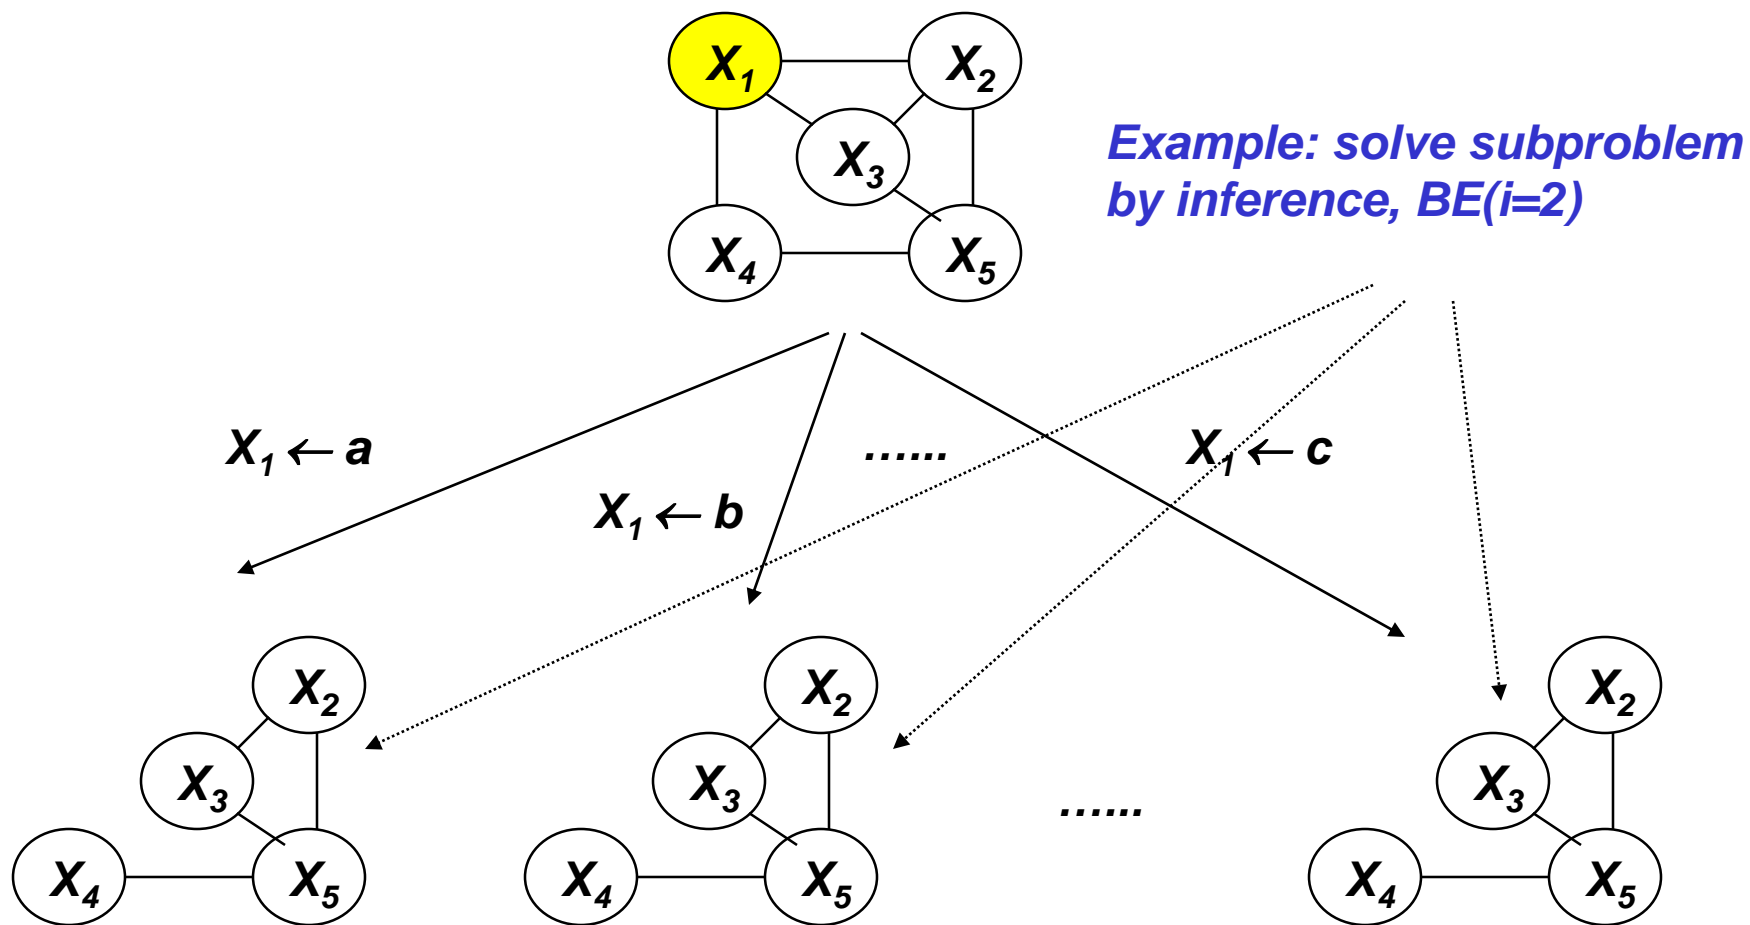 X₁ X₂
X₃
X₄ X₅
Example: solve subproblem
by inference, BE(i=2)
X₁ ← a
X₁ ← b
…...
X₁ ← c
X₂ X₂ X₂
X₃ X₃ …... X₃
X₄ X₅ X₄ X₅ X₄ X₅